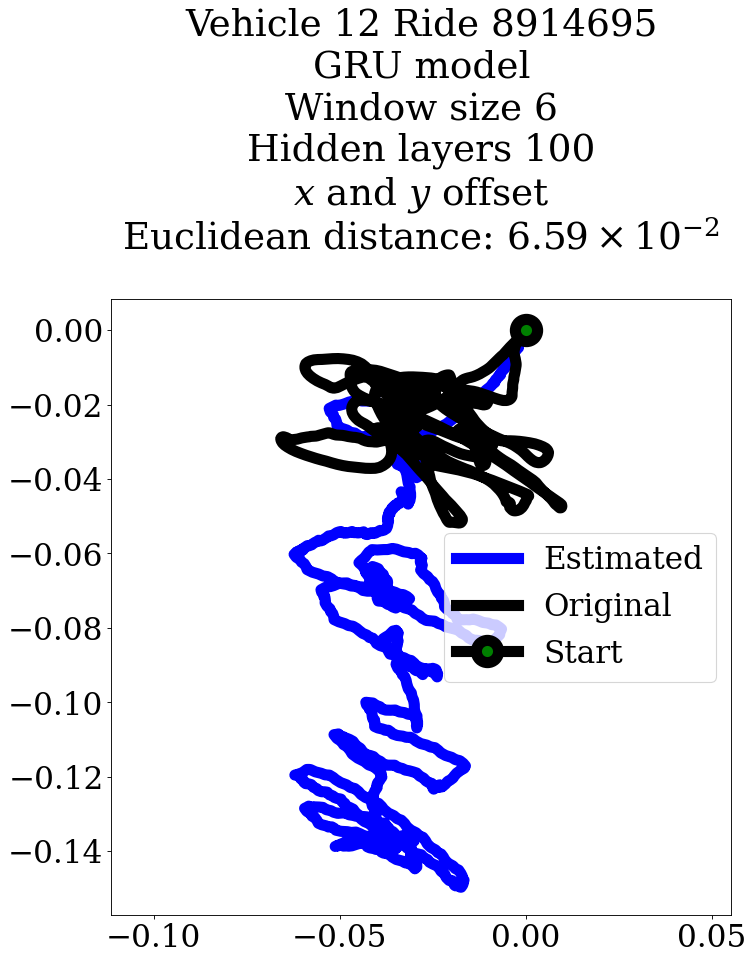 Vehicle 12 Ride 8914695
GRU model
Window size 6
Hidden layers 100
x and y offset
Euclidean distance: 6.59 × 10⁻²
0.00
−0.02
−0.04
−0.06
−0.08
−0.10
−0.12
−0.14
Estimated
Original
Start
−0.10 −0.05 0.00 0.05